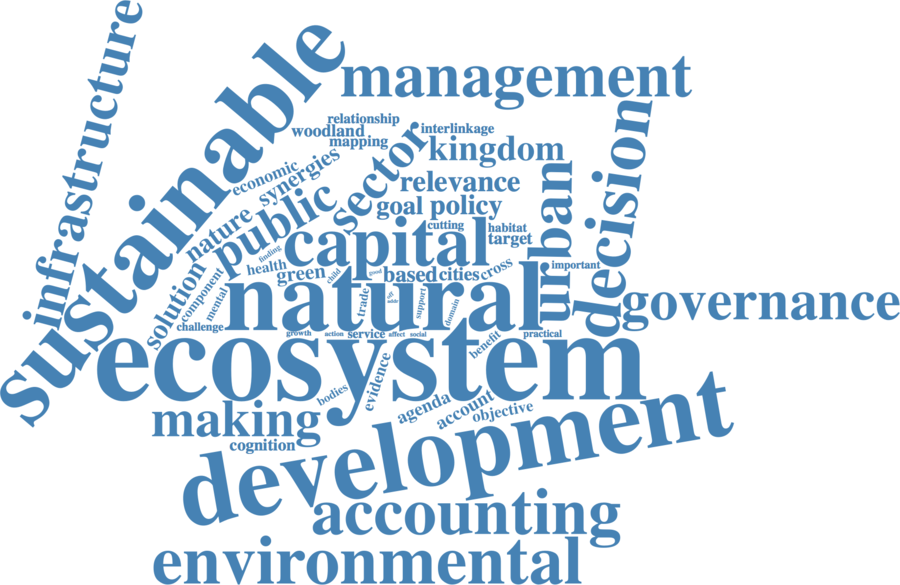 infrastructure
sustainable
management
relationship
woodland
interlinkage
mapping
sector
kingdom
decision
economic
synergies
relevance
urban
public
goal
policy
nature
cutting
habitat
target
capital
finding
health
green
child
good
based
cities
cross
important
solution
component
mental
natural
trade
support
domain
governance
challenge
growth
action
service
affect
social
benefit
practical
ecosystem
evidence
bodies
making
agenda
account
objective
cognition
development
accounting
environmental